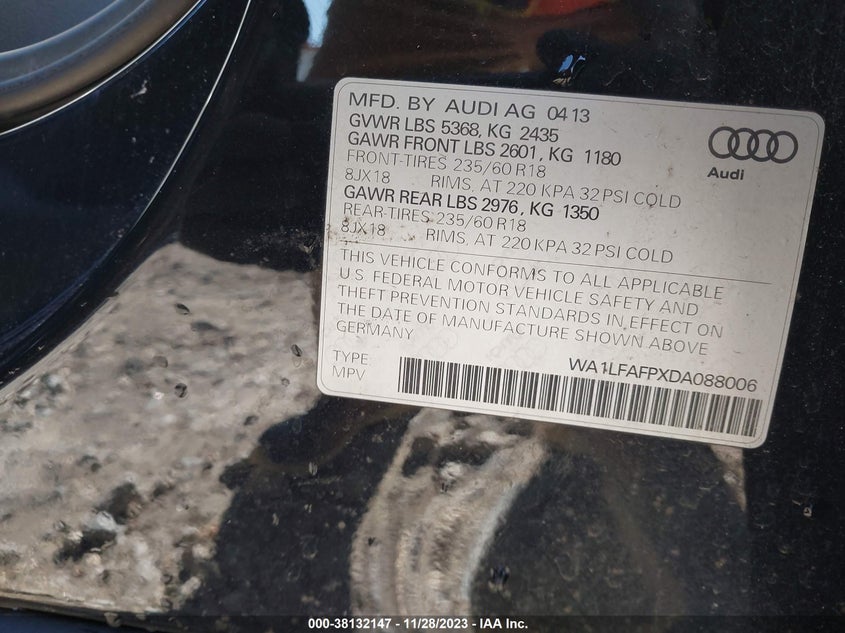 MFD. BY AUDI AG 04 13
GVWR LBS 5368, KG 2435
GAWR FRONT LBS 2601, KG 1180
FRONT-TIRES 235/60 R18
8JX18 RIMS, AT 220 KPA 32 PSI COLD
GAWR REAR LBS 2976, KG 1350
REAR-TIRES 235/60 R18
8JX18 RIMS, AT 220 KPA 32 PSI COLD
Audi
THIS VEHICLE CONFORMS TO ALL APPLICABLE
U.S. FEDERAL MOTOR VEHICLE SAFETY AND
THEFT PREVENTION STANDARDS IN EFFECT ON
THE DATE OF MANUFACTURE SHOWN ABOVE
GERMANY
TYPE:
MPV
WA1LFAFPXDA088006
000-38132147 - 11/28/2023 - IAA Inc.